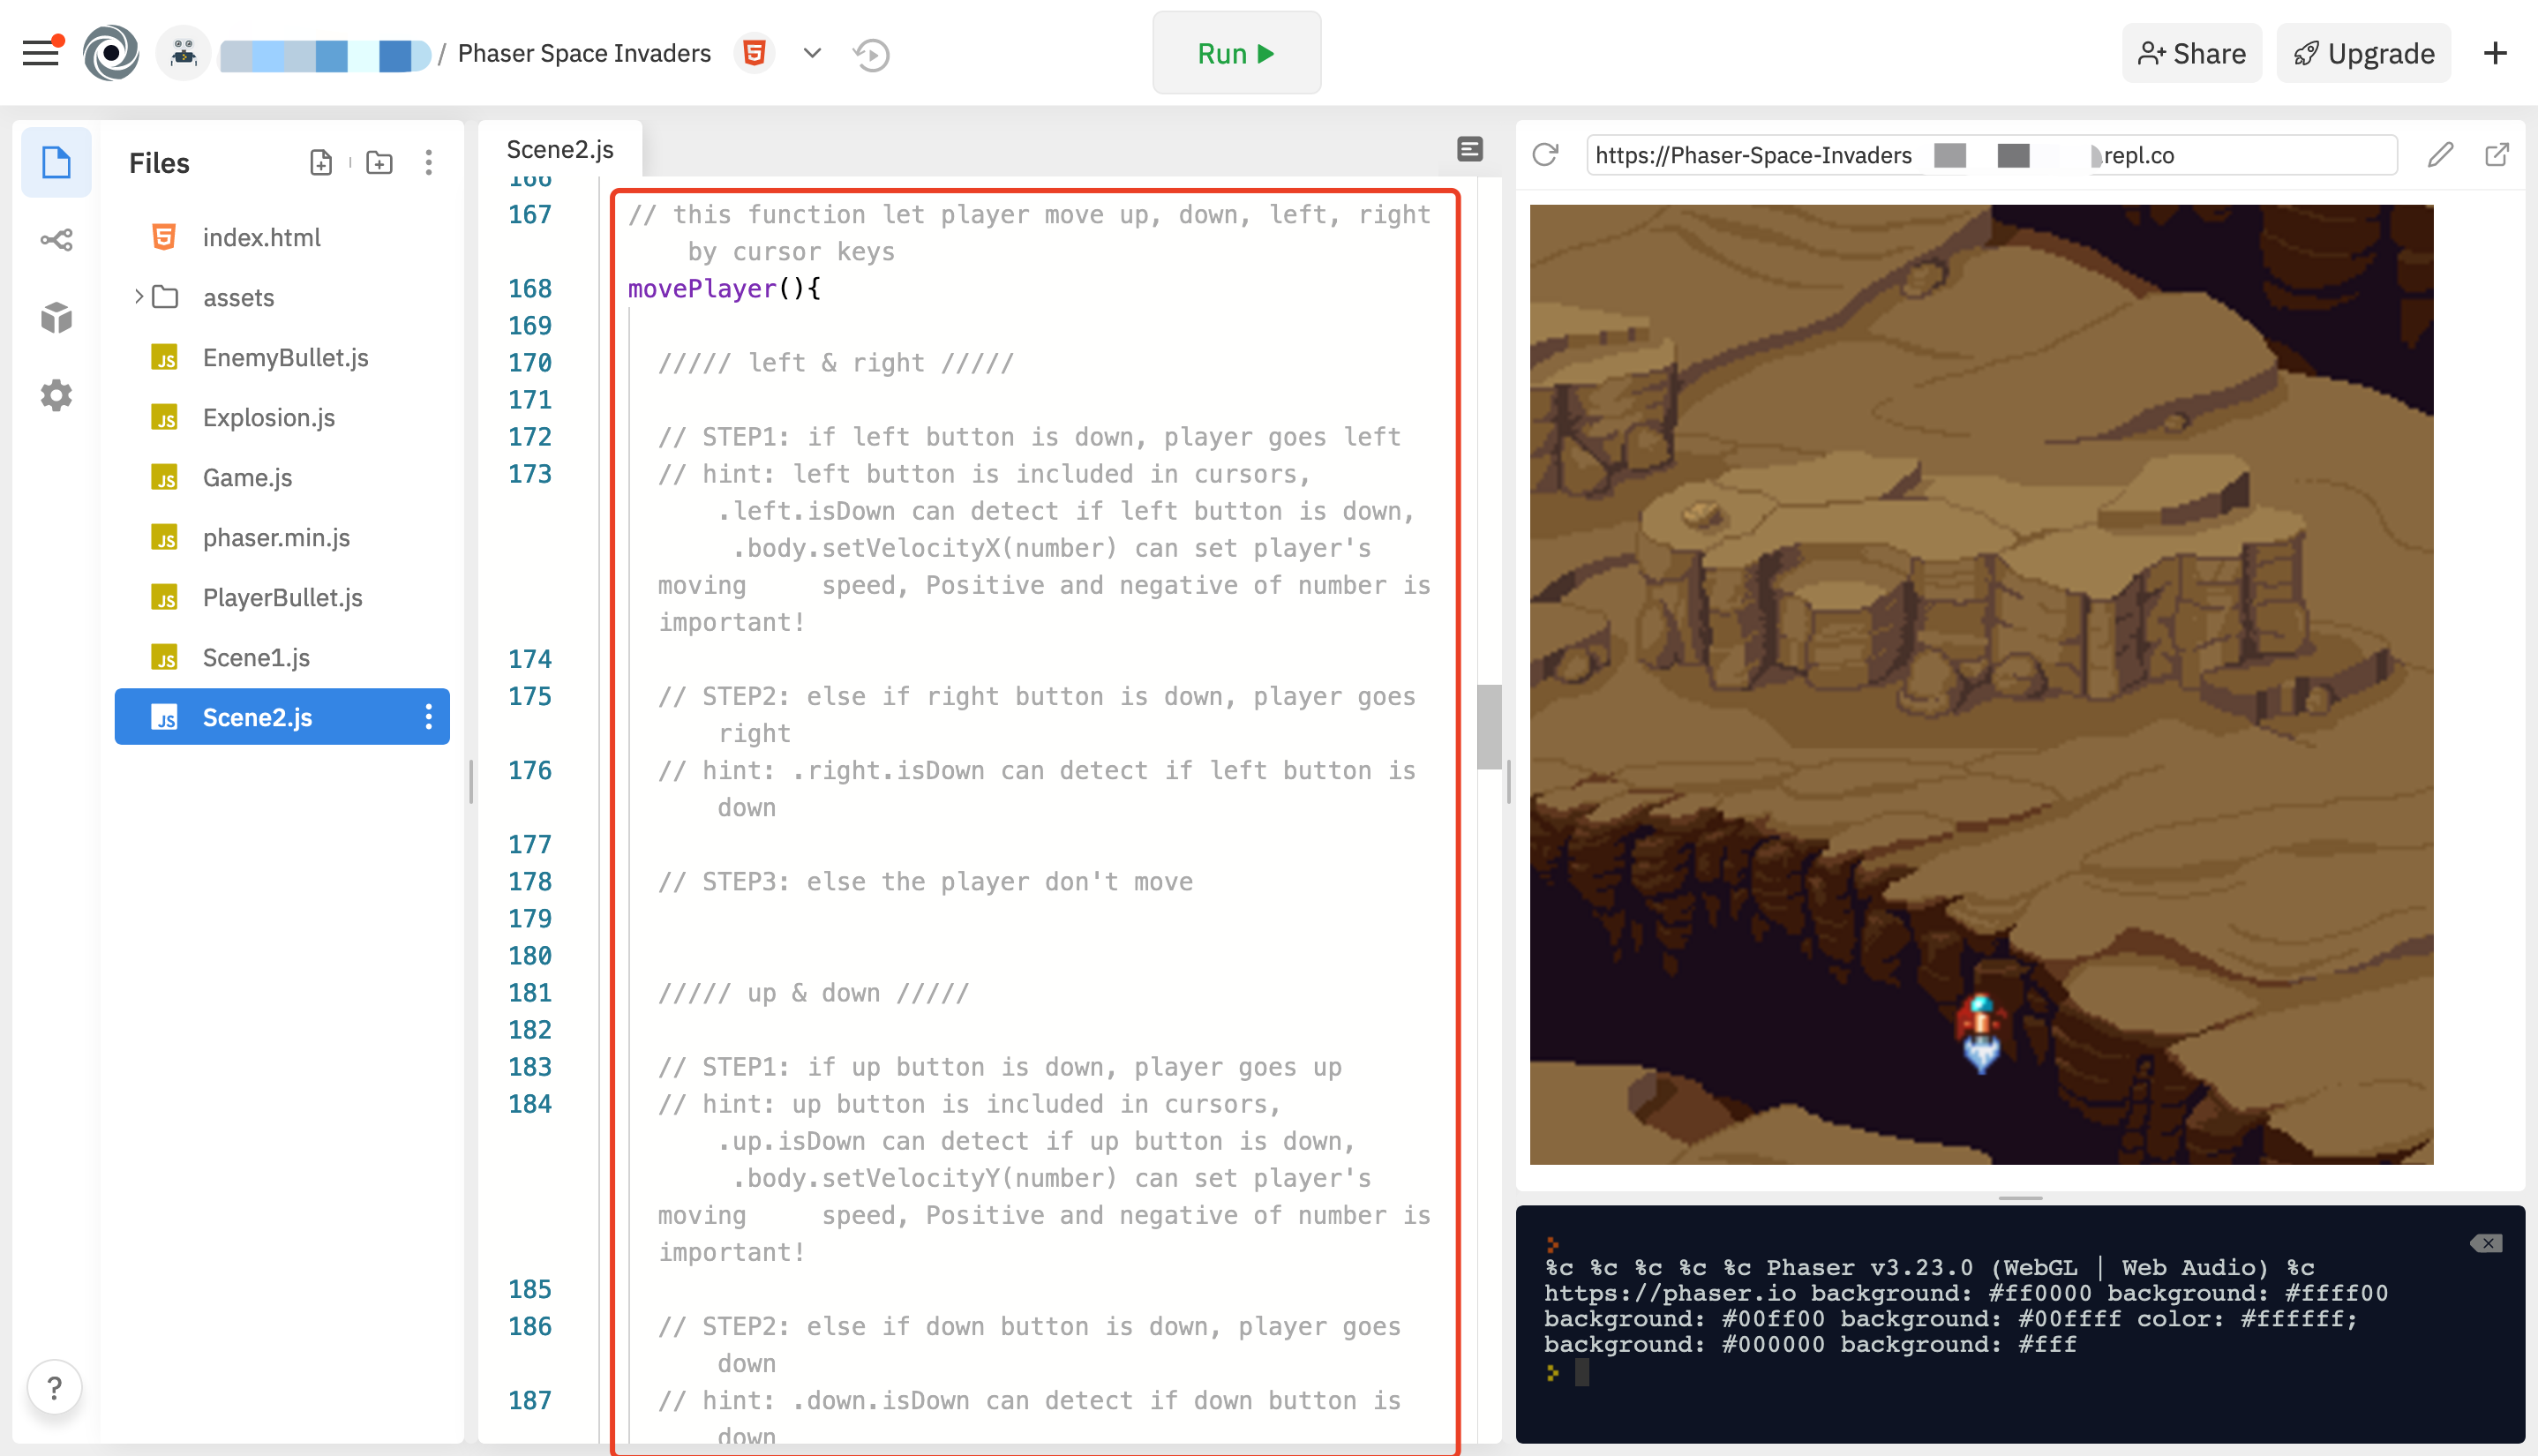 / Phaser Space Invaders
Run
Share
Upgrade
Files
index.html
assets
EnemyBullet.js
Explosion.js
Game.js
phaser.min.js
PlayerBullet.js
Scene1.js
Scene2.js
?
Scene2.js
166
167 // this function let player move up, down, left, right
by cursor keys
168 movePlayer(){
169
170 ///// left & right /////
171
172 // STEP1: if left button is down, player goes left
173 // hint: left button is included in cursors,
.left.isDown can detect if left button is down,
.body.setVelocityX(number) can set player's
moving speed, Positive and negative of number is
important!
174
175 // STEP2: else if right button is down, player goes
right
176 // hint: .right.isDown can detect if left button is
down
177
178 // STEP3: else the player don't move
179
180
181 ///// up & down /////
182
183 // STEP1: if up button is down, player goes up
184 // hint: up button is included in cursors,
.up.isDown can detect if up button is down,
.body.setVelocityY(number) can set player's
moving speed, Positive and negative of number is
important!
185
186 // STEP2: else if down button is down, player goes
down
187 // hint: .down.isDown can detect if down button is
down
https://Phaser-Space-Invaders repl.co
%c %c %c %c %c Phaser v3.23.0 (WebGL | Web Audio) %c
https://phaser.io background: #ff0000 background: #ffff00
background: #00ff00 background: #00ffff color: #ffffff;
background: #000000 background: #fff